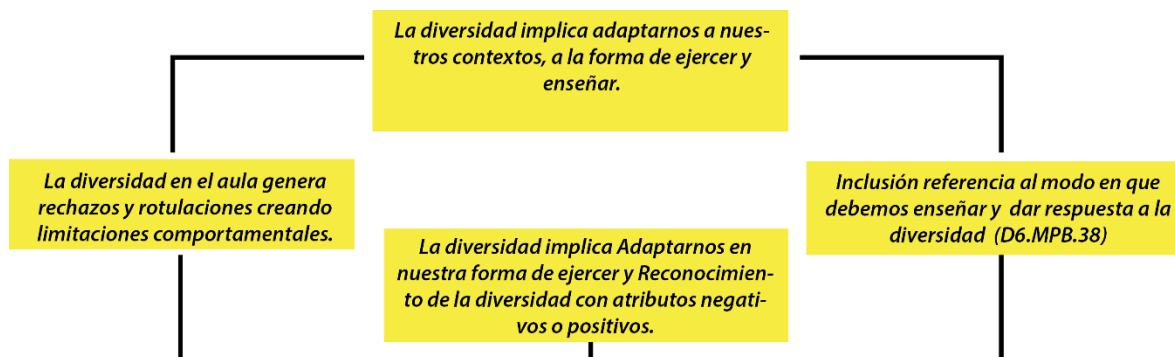 La diversidad implica adaptarnos a nues-
tros contextos, a la forma de ejercer y
enseñar.
La diversidad en el aula genera
rechazos y rotulaciones creando
limitaciones comportamentales.
La diversidad implica Adaptarnos en
nuestra forma de ejercer y Reconocimien-
to de la diversidad con atributos negati-
vos o positivos.
Inclusión referencia al modo en que
debemos enseñar y dar respuesta a la
diversidad (D6.MPB.38)